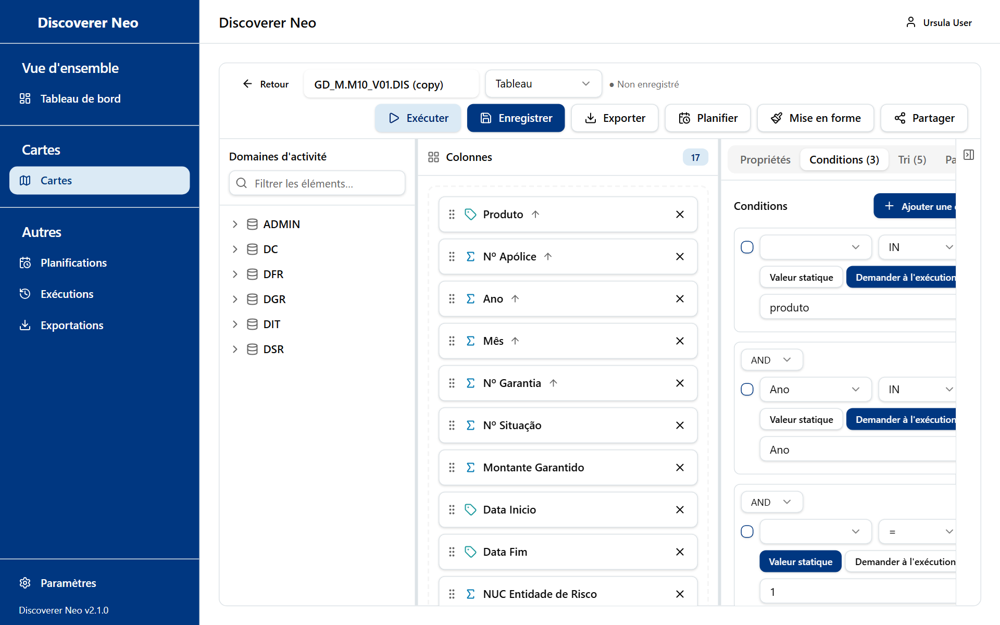 Discoverer Neo
Vue d'ensemble
Tableau de bord
Cartes
Cartes
Autres
Planifications
Exécutions
Exportations
Paramètres
Discoverer Neo v2.1.0
Discoverer Neo
Ursula User
Retour
GD_M.M10_V01.DIS (copy)
Tableau
● Non enregistré
Exécuter
Enregistrer
Exporter
Planifier
Mise en forme
Partager
Domaines d'activité
Filtrer les éléments...
ADMIN
DC
DFR
DGR
DIT
DSR
Colonnes
17
Produto
Nº Apólice
Ano
Mês
Nº Garantia
Nº Situação
Montante Garantido
Data Inicio
Data Fim
NUC Entidade de Risco
Propriétés
Conditions (3)
Tri (5)
Pa
Conditions
Ajouter une
IN
Valeur statique
Demander à l'exécution
produto
AND
Ano
IN
Valeur statique
Demander à l'exécution
Ano
AND
=
Valeur statique
Demander à l'exécution
1